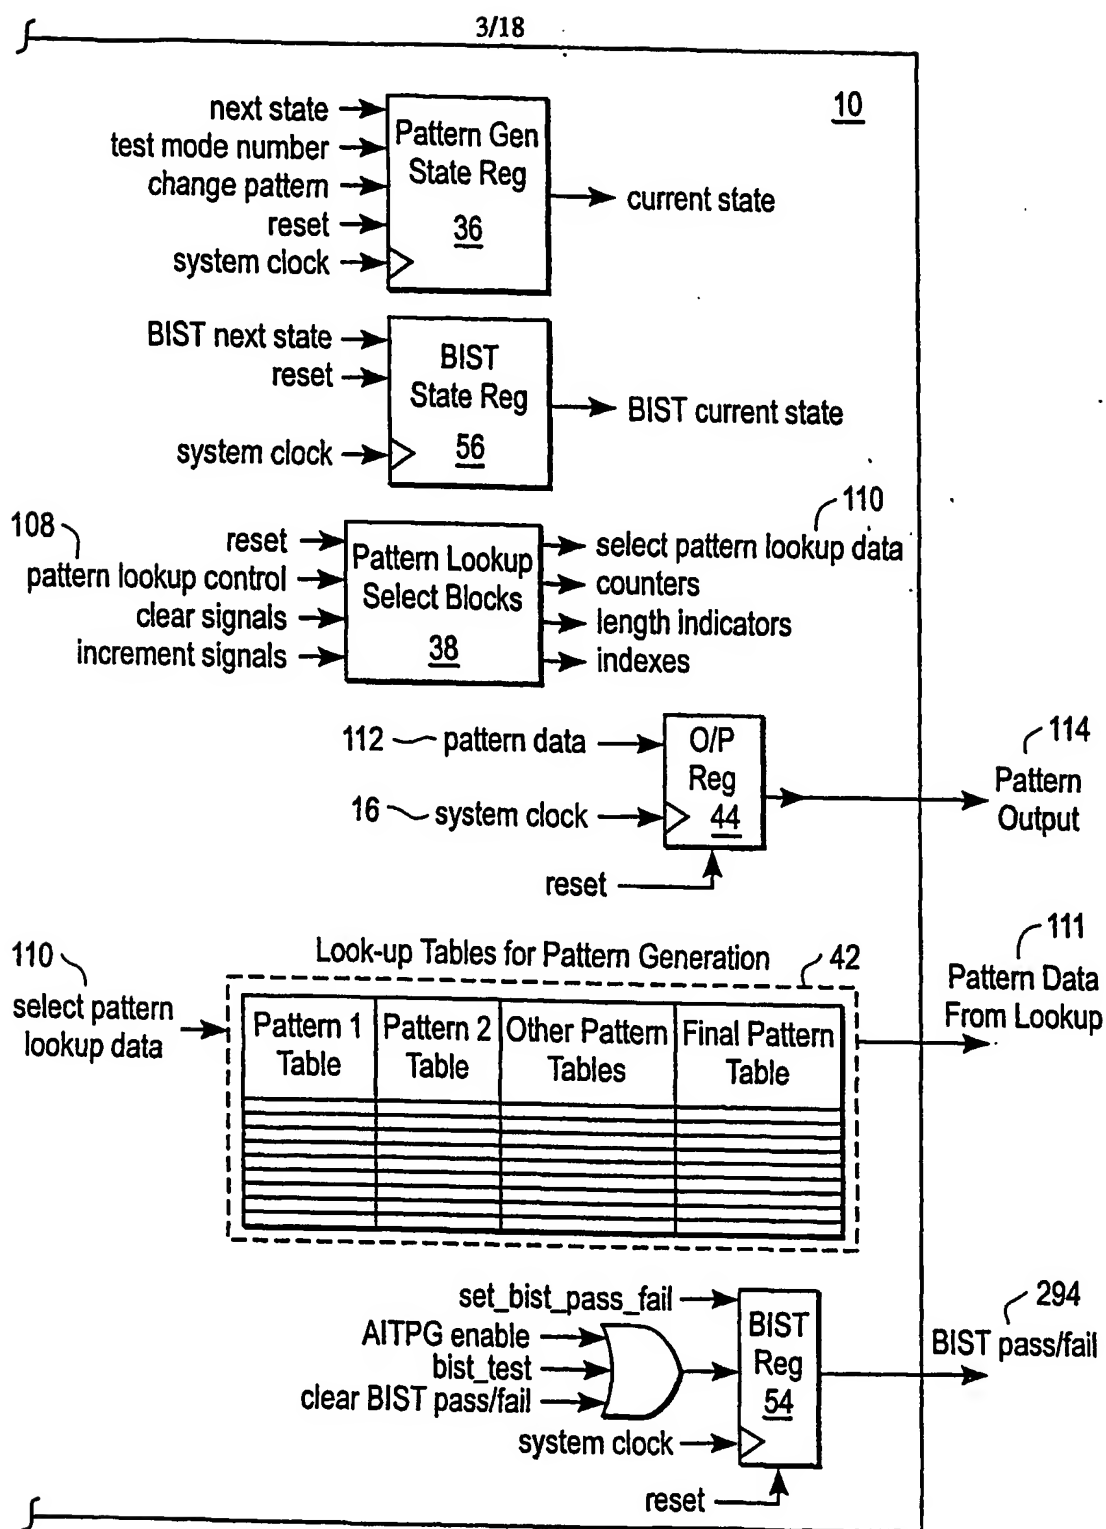 3/18
10
next state
test mode number
change pattern
reset
system clock
Pattern Gen
State Reg
36
current state
BIST next state
reset
system clock
BIST
State Reg
56
BIST current state
108
reset
pattern lookup control
clear signals
increment signals
Pattern Lookup
Select Blocks
38
110
select pattern lookup data
counters
length indicators
indexes
112
pattern data
16
system clock
reset
O/P
Reg
44
114
Pattern
Output
110
select pattern
lookup data
Look-up Tables for Pattern Generation
42
Pattern 1
Table
Pattern 2
Table
Other Pattern
Tables
Final Pattern
Table
111
Pattern Data
From Lookup
set_bist_pass_fail
AITPG enable
bist_test
clear BIST pass/fail
system clock
reset
BIST
Reg
54
294
BIST pass/fail